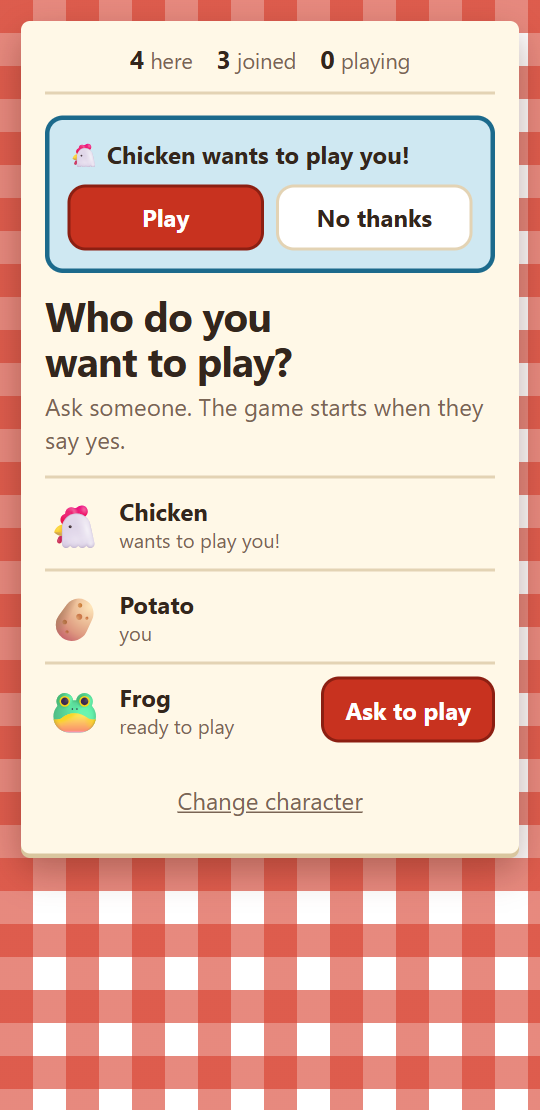 4 here 3 joined 0 playing
Chicken wants to play you!
Play No thanks
Who do you
want to play?
Ask someone. The game starts when they
say yes.
Chicken
wants to play you!
Potato
you
Frog
ready to play
Ask to play
Change character